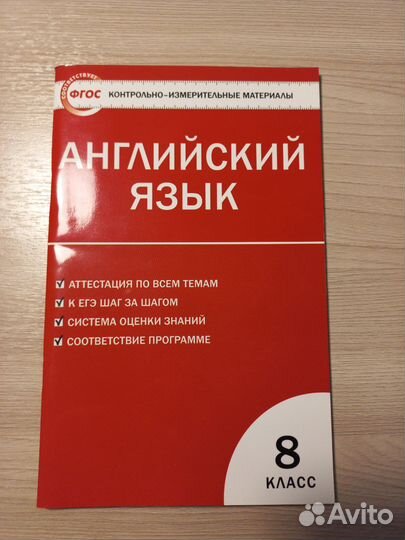 СООТВЕТСТВУЕТ
ФГОС
КОНТРОЛЬНО-ИЗМЕРИТЕЛЬНЫЕ МАТЕРИАЛЫ
АНГЛИЙСКИЙ
ЯЗЫК
АТТЕСТАЦИЯ ПО ВСЕМ ТЕМАМ
К ЕГЭ ШАГ ЗА ШАГОМ
СИСТЕМА ОЦЕНКИ ЗНАНИЙ
СООТВЕТСТВИЕ ПРОГРАММЕ
8
КЛАСС
Avito